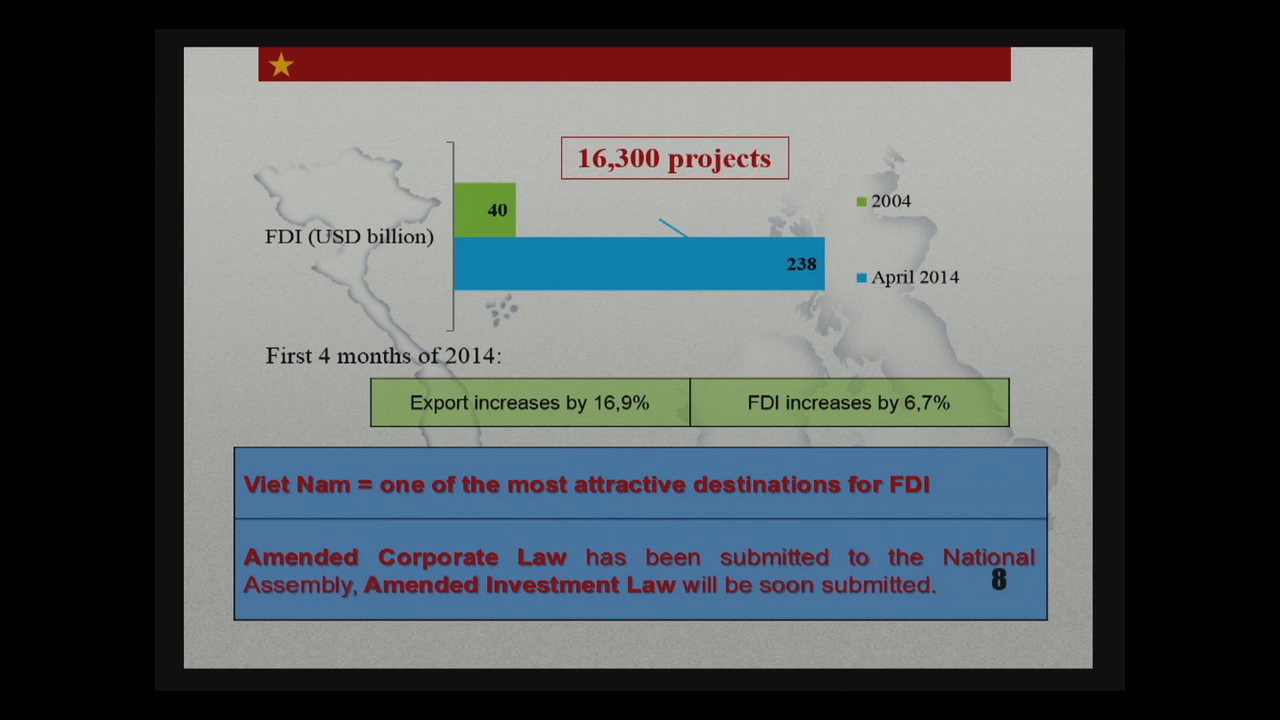 16,300 projects
40
2004
FDI (USD billion)
238
April 2014
First 4 months of 2014:
Export increases by 16,9%
FDI increases by 6,7%
Viet Nam = one of the most attractive destinations for FDI
Amended Corporate Law has been submitted to the National
Assembly, Amended Investment Law will be soon submitted.
8